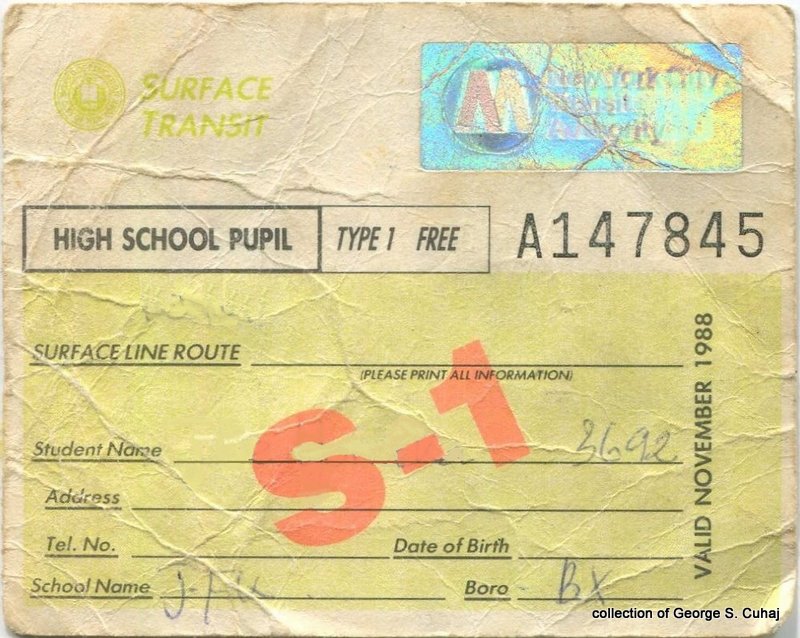 SURFACE
TRANSIT
New York City
Transit
Authority
HIGH SCHOOL PUPIL TYPE 1 FREE A147845
SURFACE LINE ROUTE
(PLEASE PRINT ALL INFORMATION)
S-1
Student Name 3692
Address
Tel. No. Date of Birth
School Name Boro BX
VALID NOVEMBER 1988
collection of George S. Cuhaj